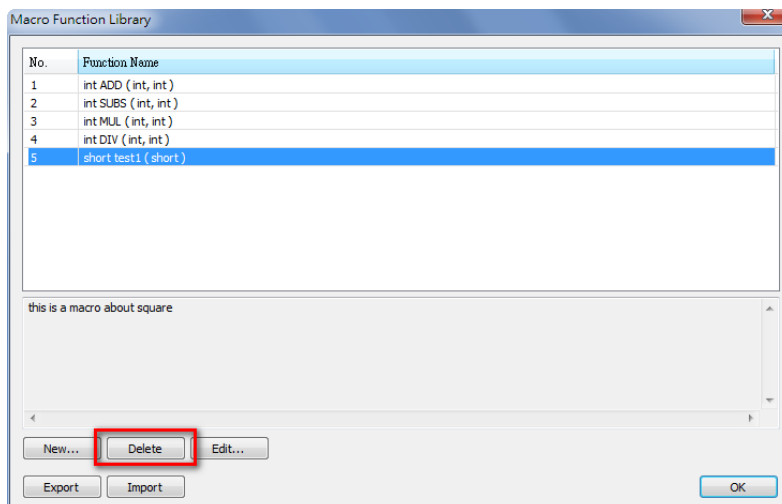 Macro Function Library
No. Function Name
1 int ADD ( int, int )
2 int SUBS ( int, int )
3 int MUL ( int, int )
4 int DIV ( int, int )
5 short test1 ( short )
this is a macro about square
New... Delete Edit...
Export Import OK